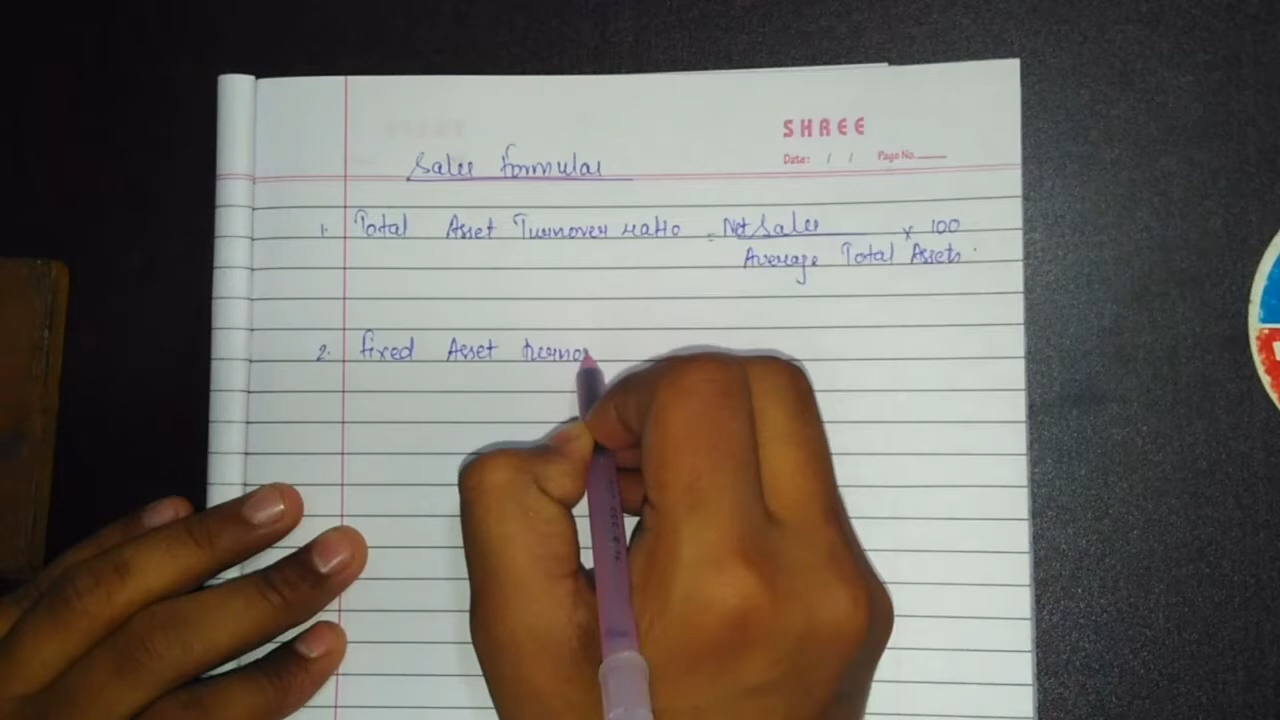 SHREE
Date: / / Page No.
Sales formulas
1. Total Asset Turnover ratio = Net Sales x 100
Average Total Assets.
2. fixed Asset